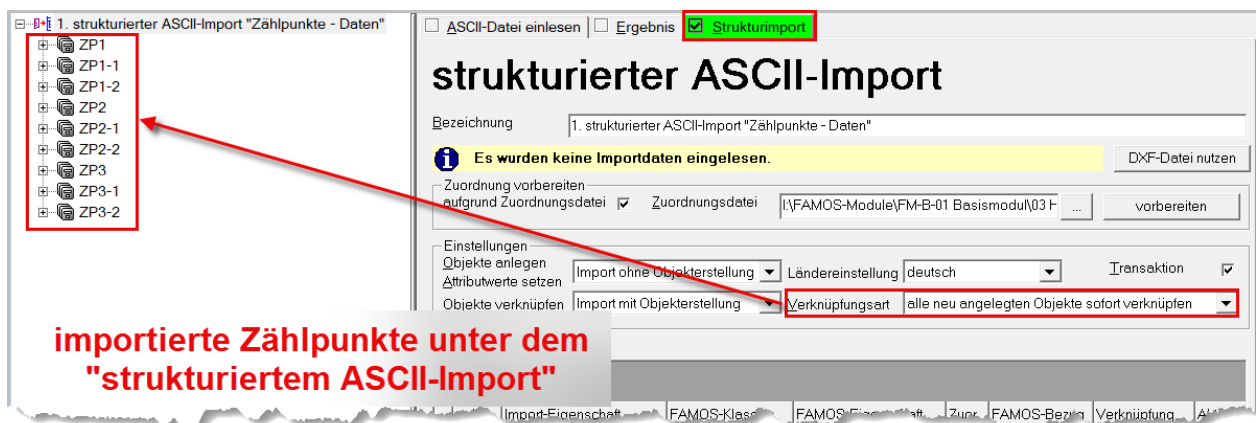 1. strukturierter ASCII-Import "Zählpunkte - Daten"
ZP1
ZP1-1
ZP1-2
ZP2
ZP2-1
ZP2-2
ZP3
ZP3-1
ZP3-2
ASCII-Datei einlesen Ergebnis Strukturimport
strukturierter ASCII-Import
Bezeichnung 1. strukturierter ASCII-Import "Zählpunkte - Daten"
Es wurden keine Importdaten eingelesen. DXF-Datei nutzen
Zuordnung vorbereiten
aufgrund Zuordnungsdatei Zuordnungsdatei I:\FAMOS-Module\FM-B-01 Basismodul\03 H ... vorbereiten
Einstellungen
Objekte anlegen
Attributwerte setzen Import ohne Objekterstellung Ländereinstellung deutsch Transaktion
Objekte verknüpfen Import mit Objekterstellung Verknüpfungsart alle neu angelegten Objekte sofort verknüpfen
importierte Zählpunkte unter dem
"strukturiertem ASCII-Import"
Import-Eigenschaft FAMOS-Klass FAMOS-Eigenschaft Zuor FAMOS-Bezug Verknüpfung